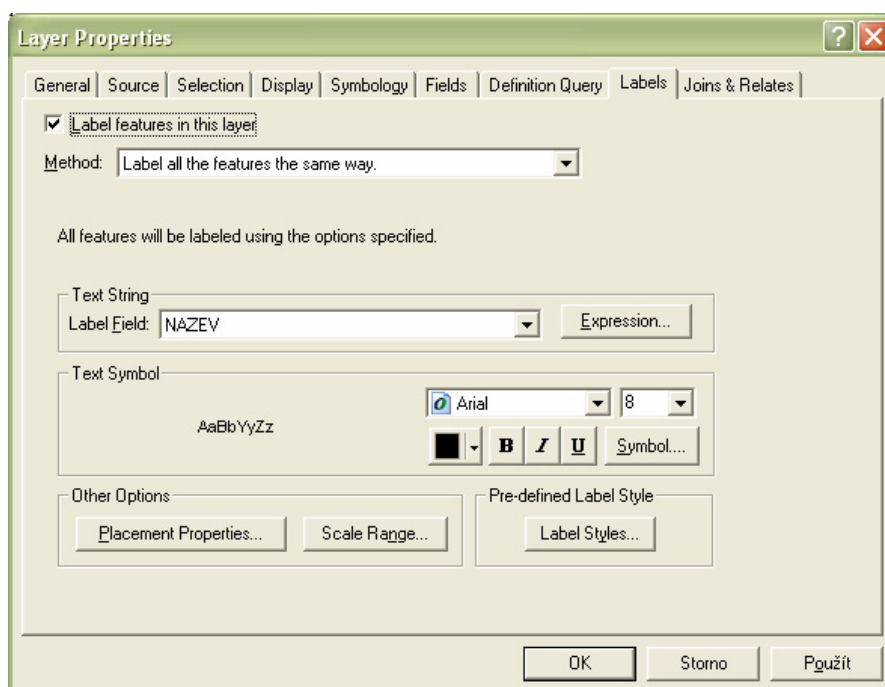 Layer Properties
General Source Selection Display Symbology Fields Definition Query Labels Joins & Relates
Label features in this layer
Method: Label all the features the same way.
All features will be labeled using the options specified.
Text String
Label Field: NAZEV Expression...
Text Symbol
AaBbYyZz
Arial 8
B I U Symbol....
Other Options
Placement Properties... Scale Range...
Pre-defined Label Style
Label Styles...
OK Storno Použít